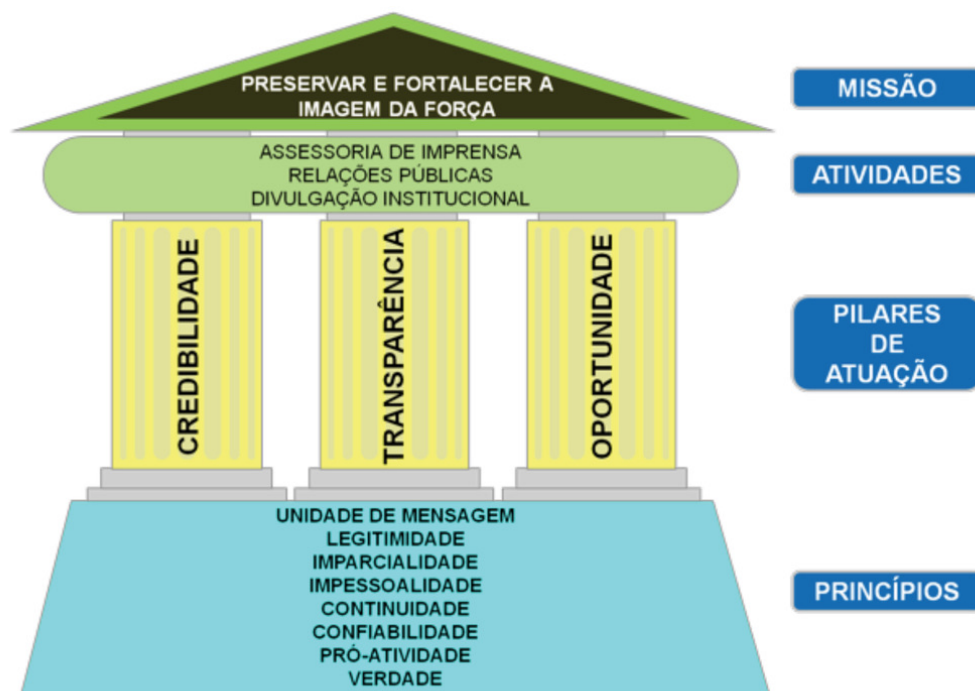 PRESERVAR E FORTALECER A
IMAGEM DA FORÇA
MISSÃO
ASSESSORIA DE IMPRENSA
RELAÇÕES PÚBLICAS
DIVULGAÇÃO INSTITUCIONAL
ATIVIDADES
CREDIBILIDADE
TRANSPARÊNCIA
OPORTUNIDADE
PILARES
DE
ATUAÇÃO
UNIDADE DE MENSAGEM
LEGITIMIDADE
IMPARCIALIDADE
IMPESSOALIDADE
CONTINUIDADE
CONFIABILIDADE
PRÓ-ATIVIDADE
VERDADE
PRINCÍPIOS